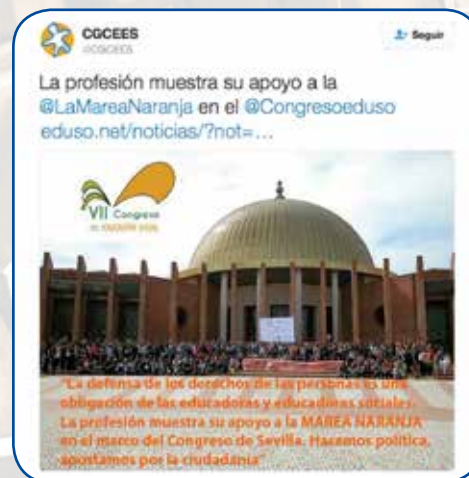 CGCEES
@CGCEES
Seguir
La profesión muestra su apoyo a la
@LaMareaNaranja en el @Congresoeduso
eduso.net/noticias/?not=…
VII Congreso
"La defensa de los derechos de las personas es una
obligación de las educadoras y educadores sociales.
La profesión muestra su apoyo a la MAREA NARANJA
en el marco del Congreso de Sevilla. Hacemos política,
apostamos por la ciudadanía"